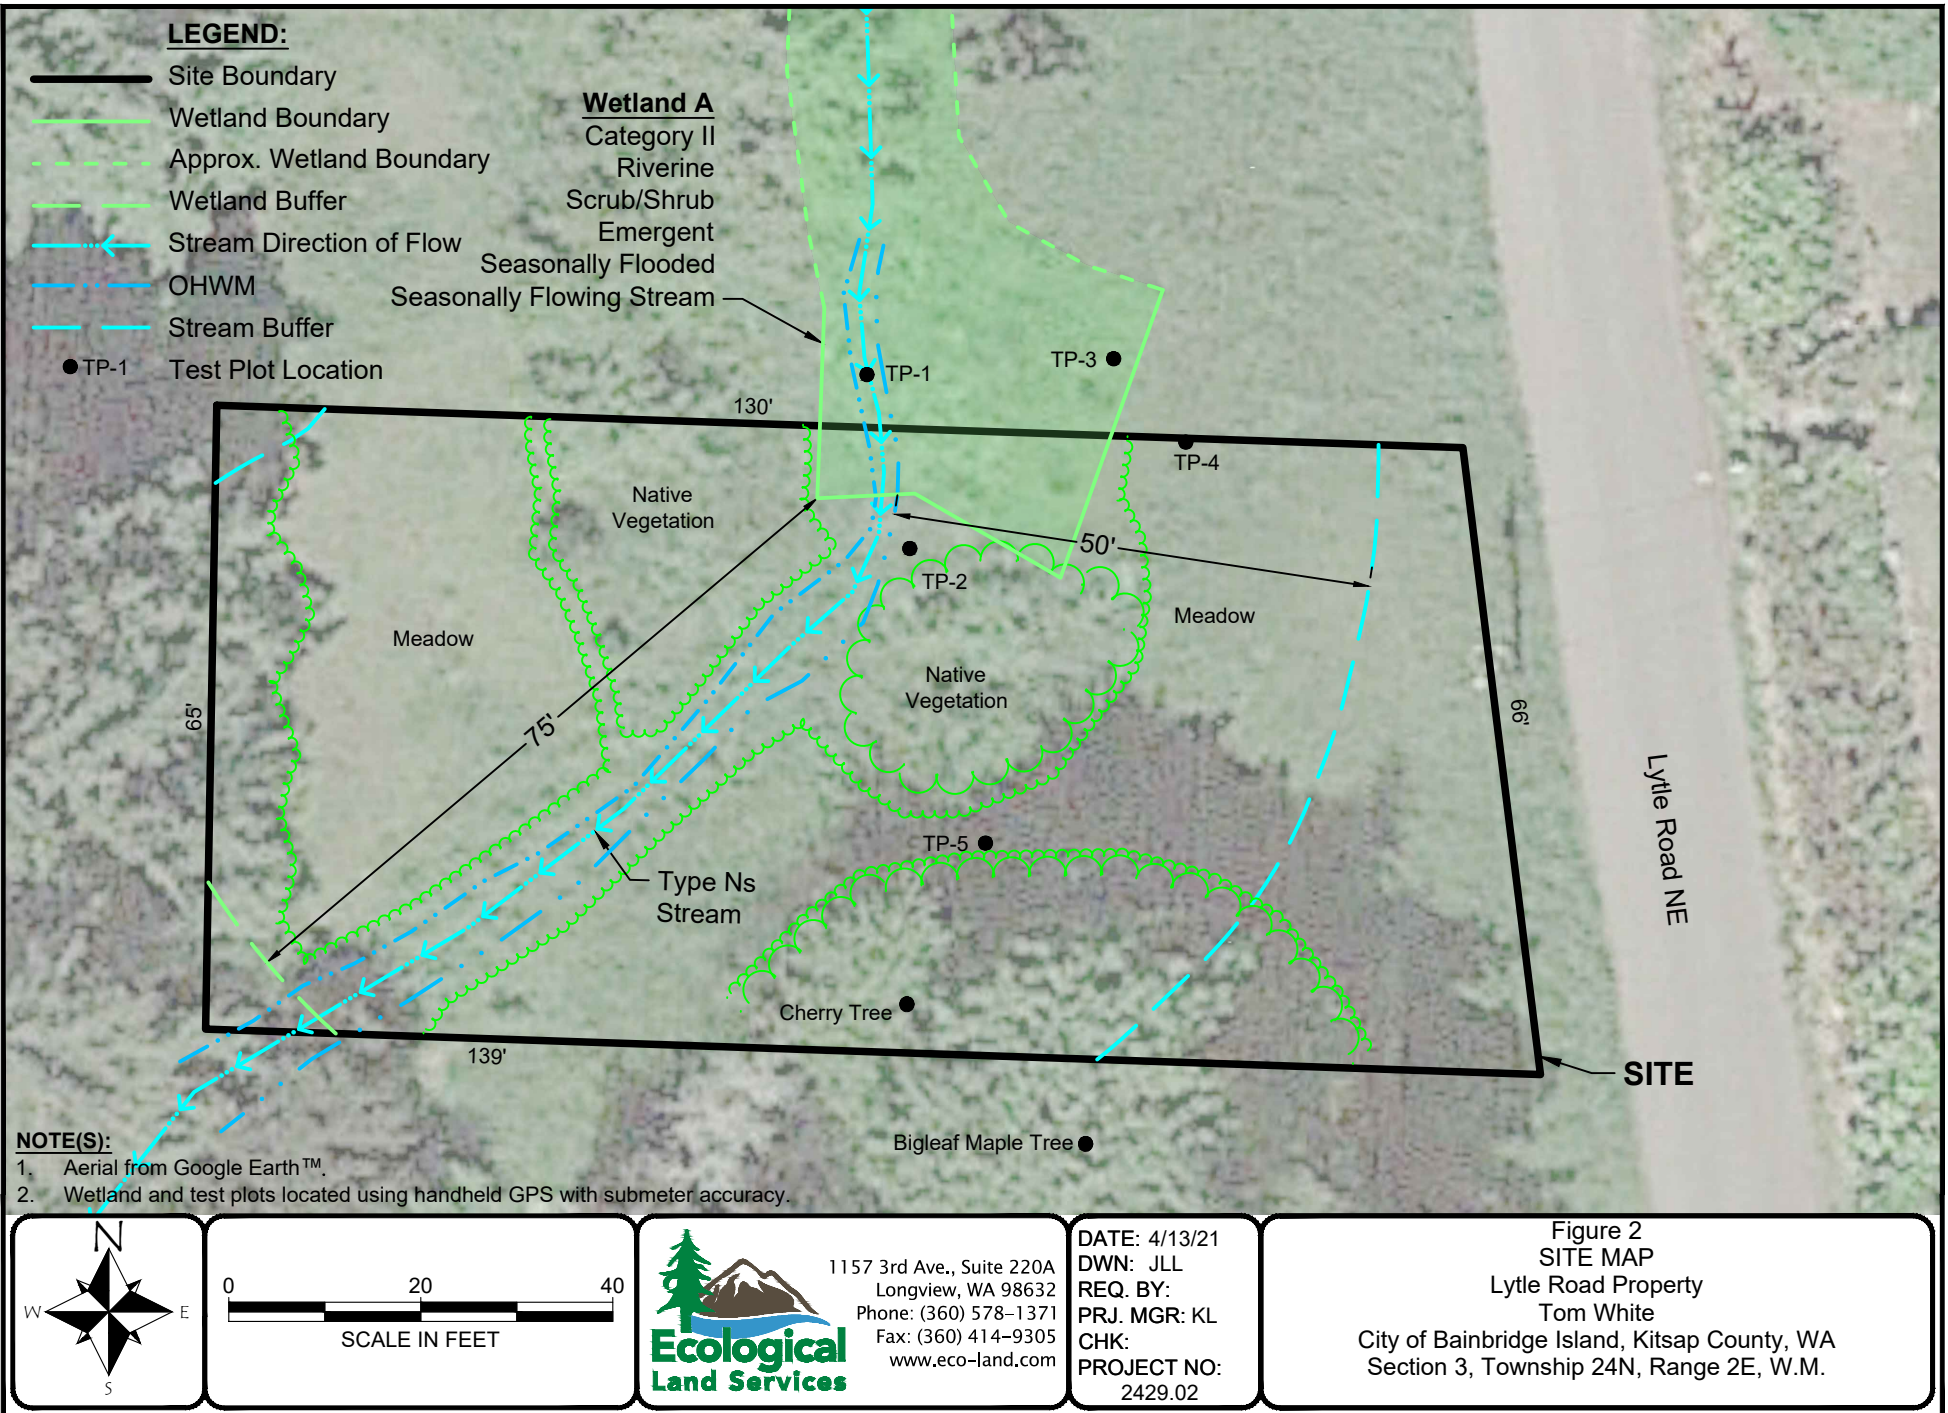 LEGEND:
Site Boundary
Wetland Boundary
Approx. Wetland Boundary
Wetland Buffer
Stream Direction of Flow
OHWM
Stream Buffer
TP-1 Test Plot Location
Wetland A
Category II
Riverine
Scrub/Shrub
Emergent
Seasonally Flooded
Seasonally Flowing Stream
TP-1
TP-3
130'
TP-4
Native
Vegetation
50'
TP-2
Meadow
Meadow
Native
Vegetation
65'
75'
66'
Lytle Road NE
TP-5
Type Ns
Stream
Cherry Tree
139'
SITE
Bigleaf Maple Tree
NOTE(S):
1. Aerial from Google Earth™.
2. Wetland and test plots located using handheld GPS with submeter accuracy.
N
W E
S
0 20 40
SCALE IN FEET
Ecological
Land Services
1157 3rd Ave., Suite 220A
Longview, WA 98632
Phone: (360) 578-1371
Fax: (360) 414-9305
www.eco-land.com
DATE: 4/13/21
DWN: JLL
REQ. BY:
PRJ. MGR: KL
CHK:
PROJECT NO:
2429.02
Figure 2
SITE MAP
Lytle Road Property
Tom White
City of Bainbridge Island, Kitsap County, WA
Section 3, Township 24N, Range 2E, W.M.